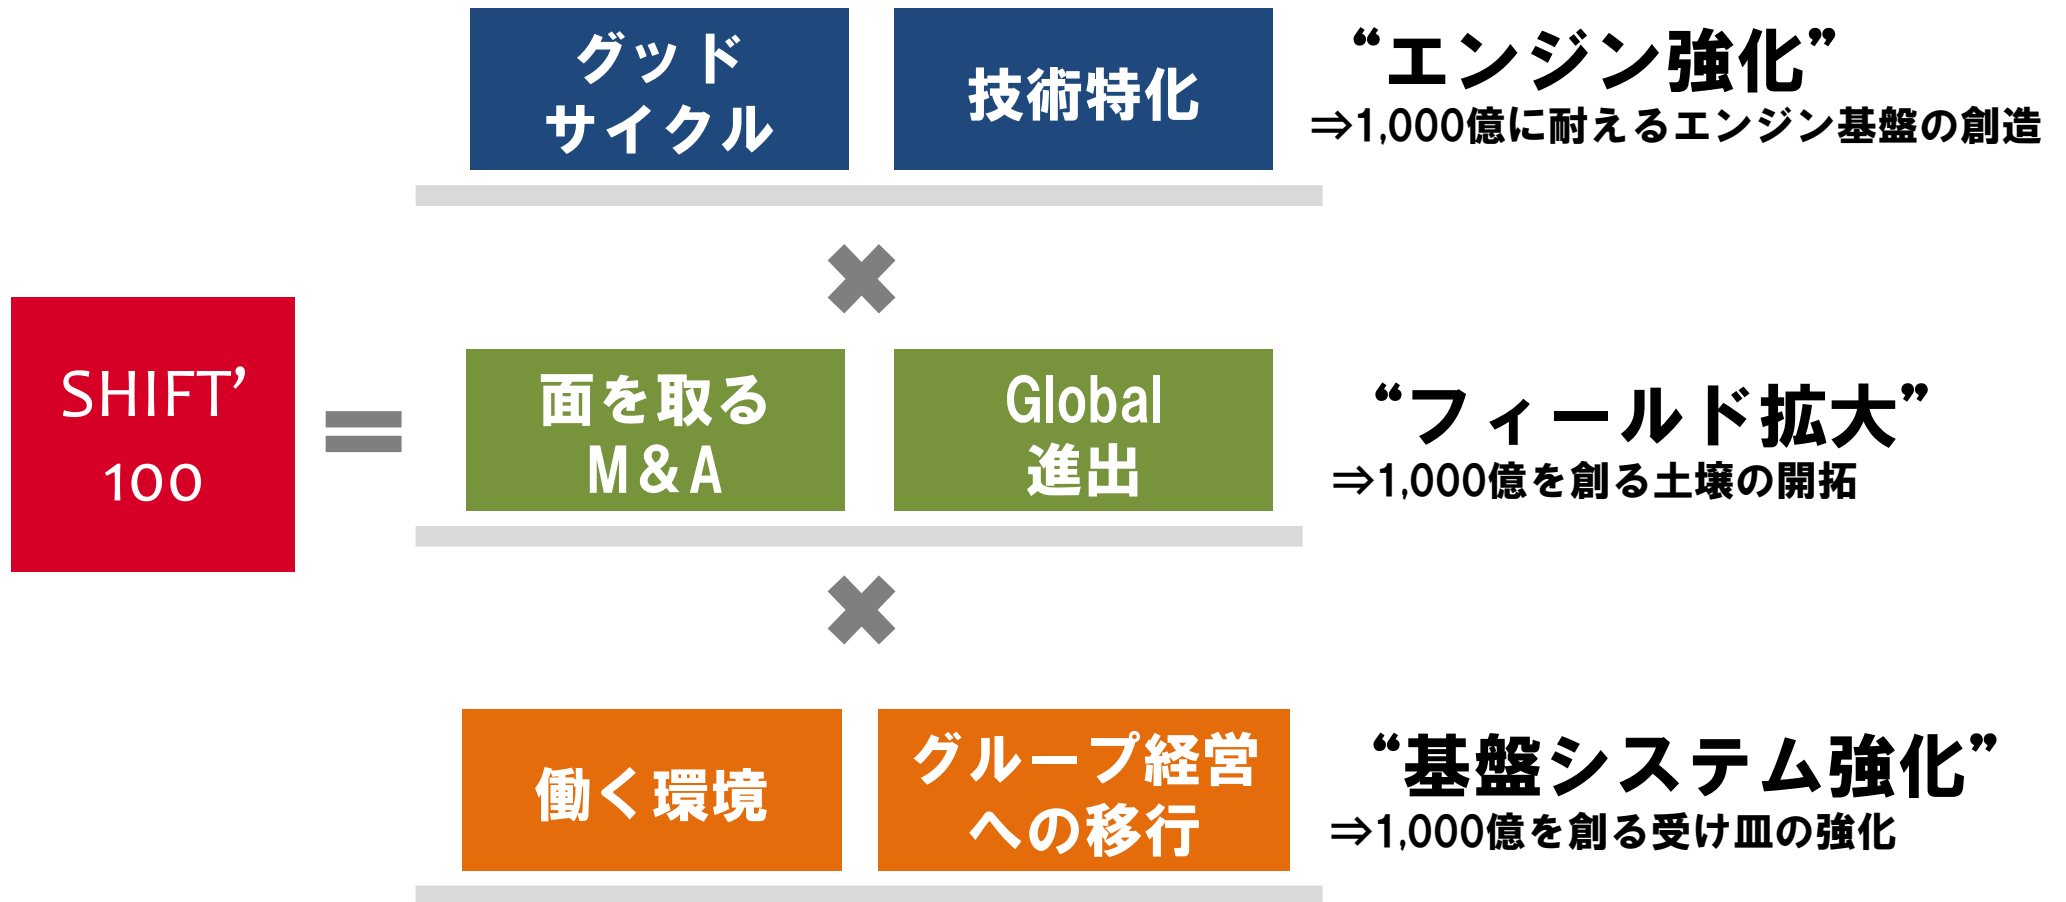 グッド
サイクル
技術特化
“エンジン強化”
⇒1,000億に耐えるエンジン基盤の創造
SHIFT’
100
面を取る
M&A
Global
進出
“フィールド拡大”
⇒1,000億を創る土壌の開拓
働く環境
グループ経営
への移行
“基盤システム強化”
⇒1,000億を創る受け皿の強化